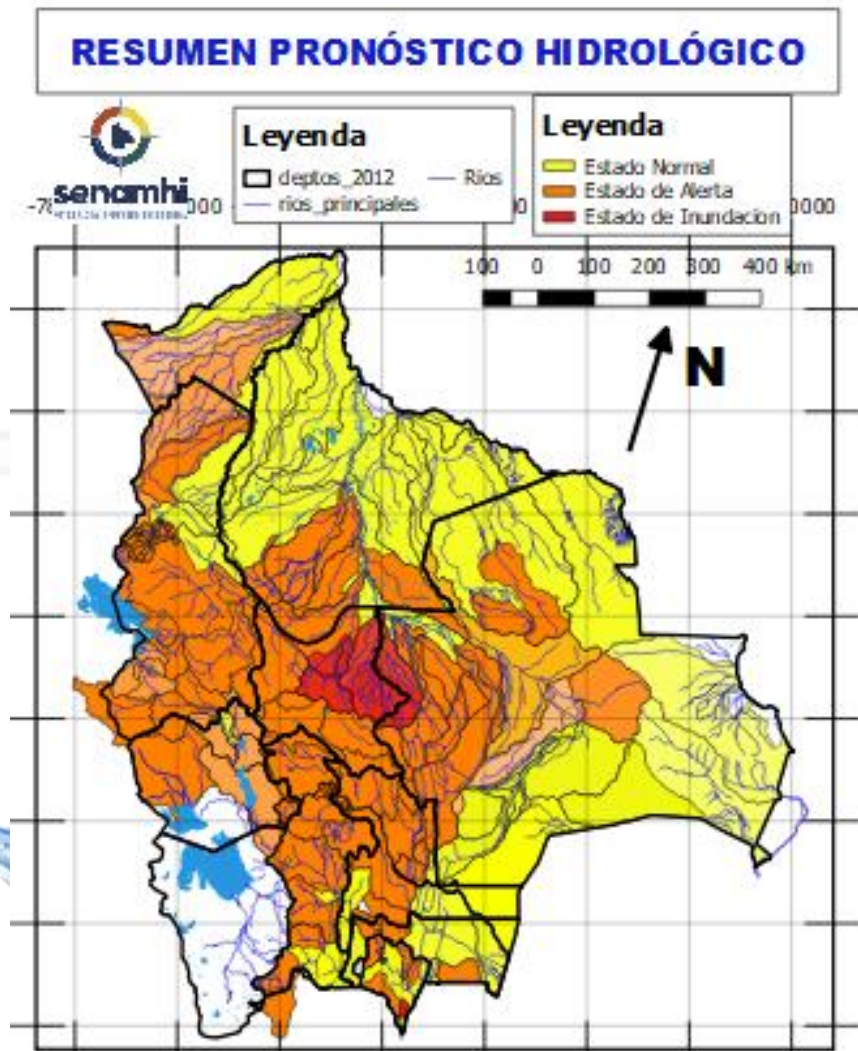 RESUMEN PRONÓSTICO HIDROLÓGICO
senamhi
Leyenda
deptos_2012
Rios
rios_principales
Leyenda
Estado Normal
Estado de Alerta
Estado de Inundacion
100 0 100 200 300 400 km
N